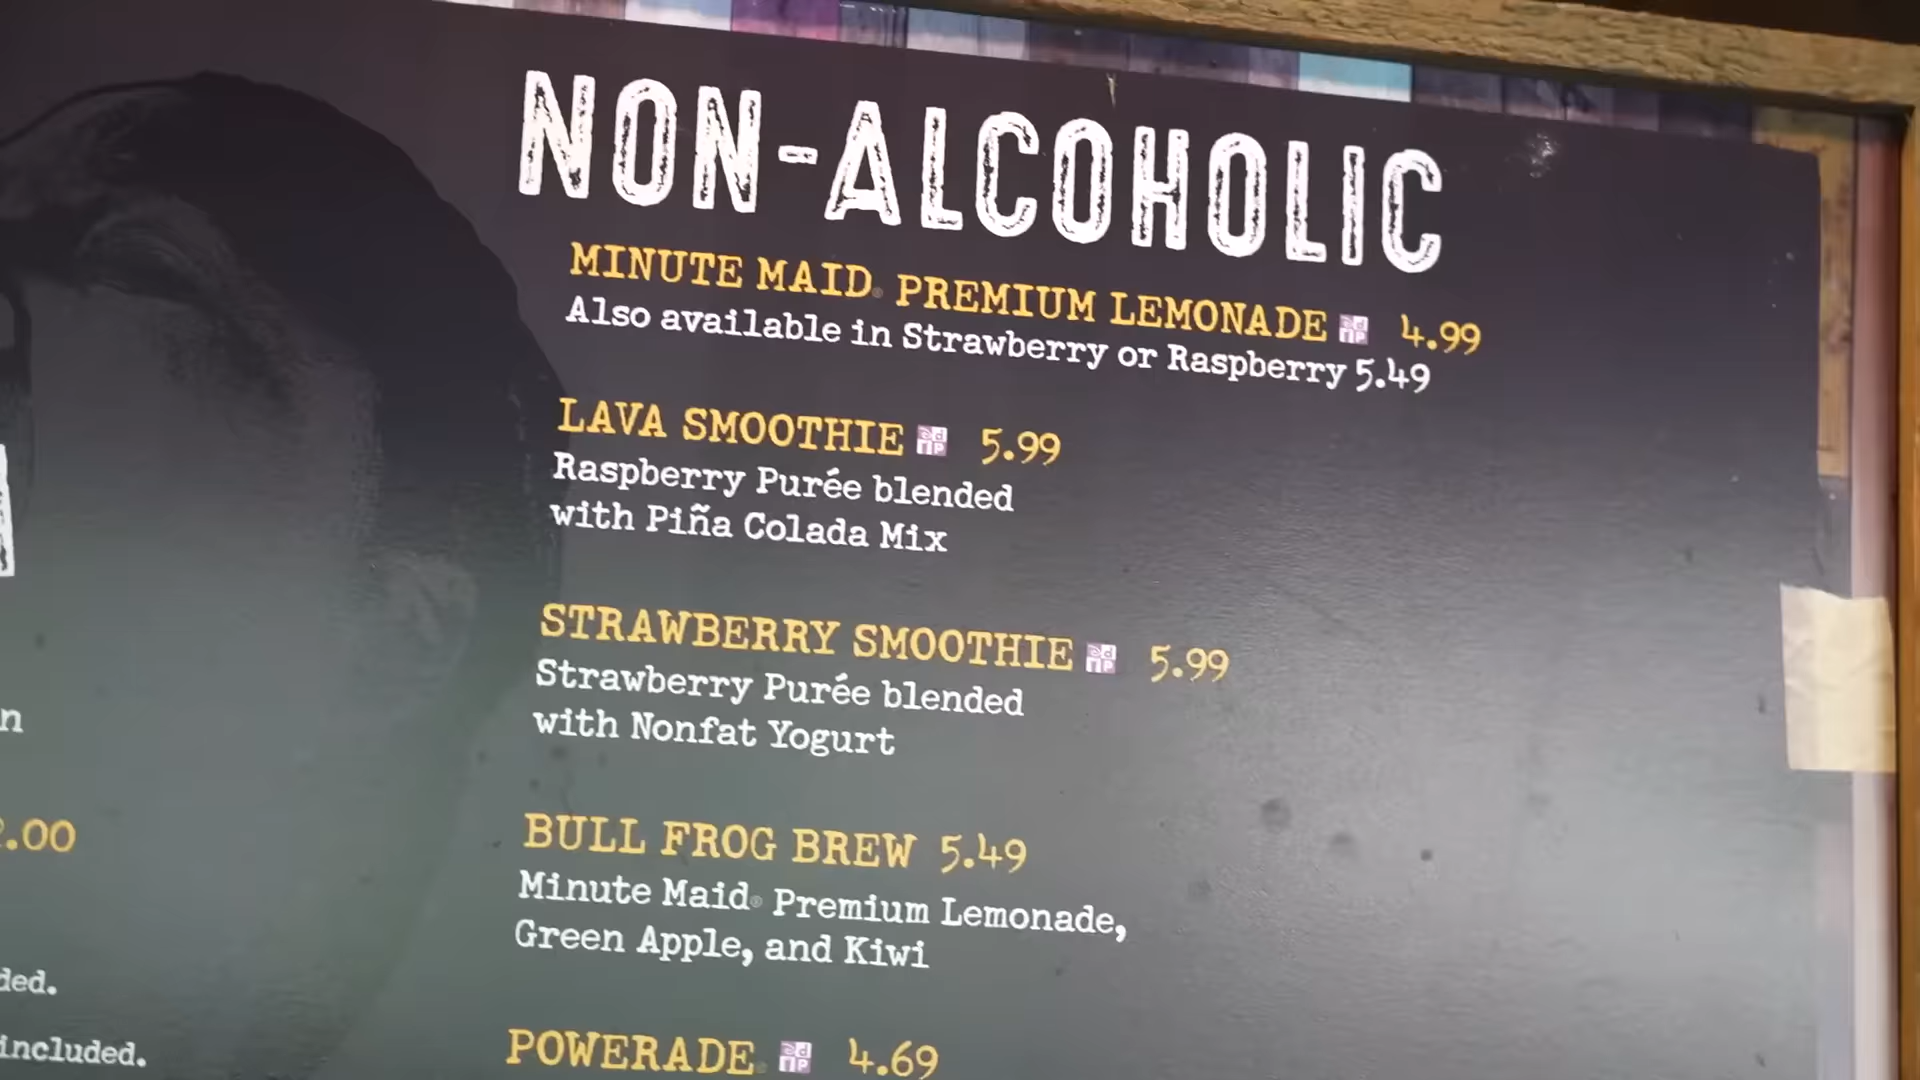 NON-ALCOHOLIC
MINUTE MAID® PREMIUM LEMONADE 4.99
Also available in Strawberry or Raspberry 5.49
LAVA SMOOTHIE 5.99
Raspberry Purée blended
with Piña Colada Mix
STRAWBERRY SMOOTHIE 5.99
Strawberry Purée blended
with Nonfat Yogurt
BULL FROG BREW 5.49
Minute Maid® Premium Lemonade,
Green Apple, and Kiwi
POWERADE® 4.69
.00
included.